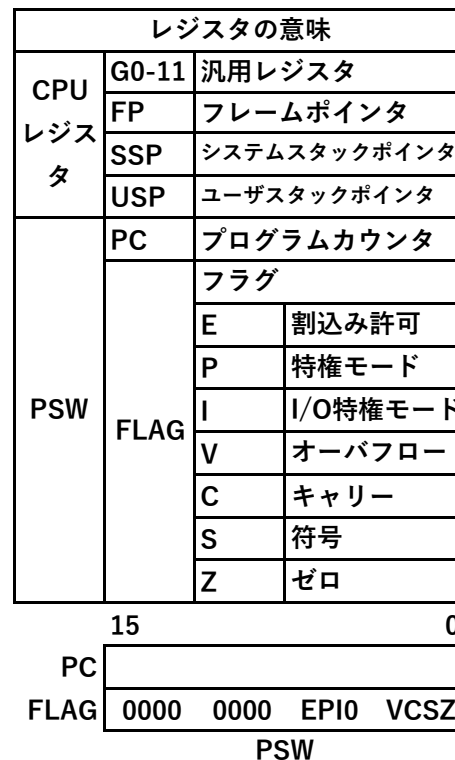 レジスタの意味
CPU レジスタ
G0-11 汎用レジスタ
FP フレームポインタ
SSP システムスタックポインタ
USP ユーザスタックポインタ
PSW
PC プログラムカウンタ
FLAG
フラグ
E 割込み許可
P 特権モード
I I/O特権モード
V オーバフロー
C キャリー
S 符号
Z ゼロ
15 0
PC
FLAG 0000 0000 EPI0 VCSZ
PSW